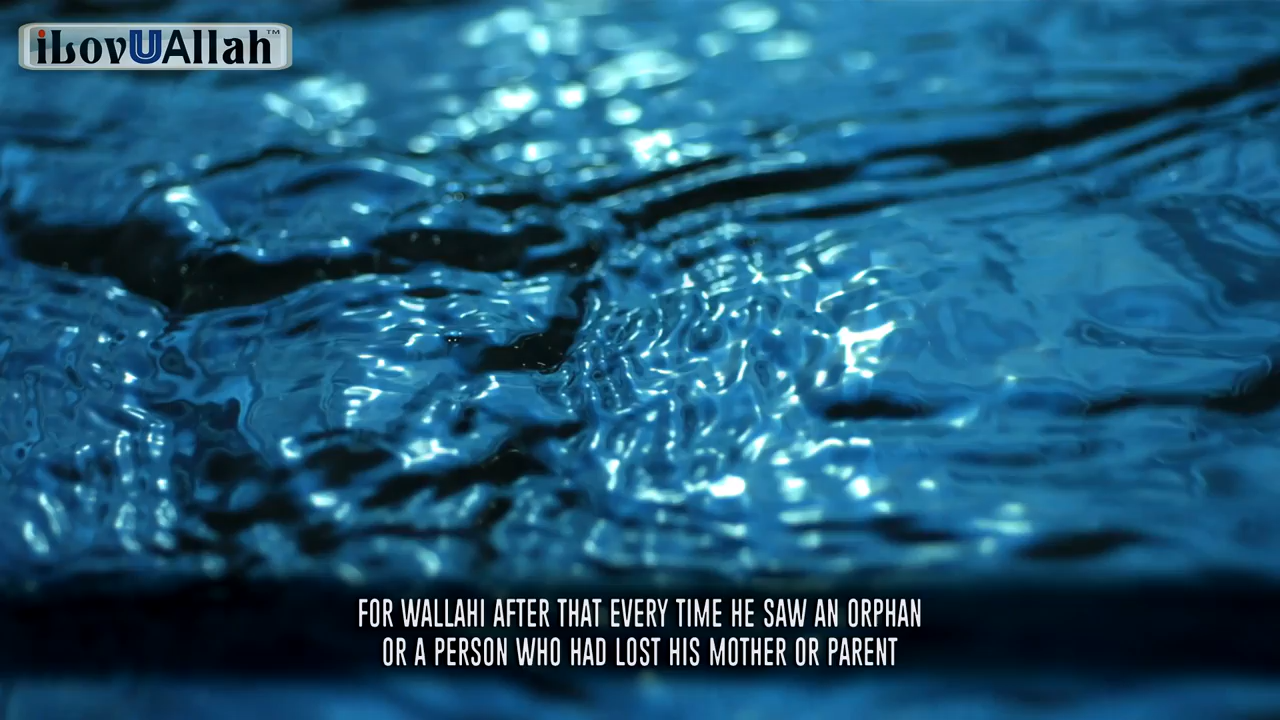 iLovUAllah™
FOR WALLAHI AFTER THAT EVERY TIME HE SAW AN ORPHAN
OR A PERSON WHO HAD LOST HIS MOTHER OR PARENT